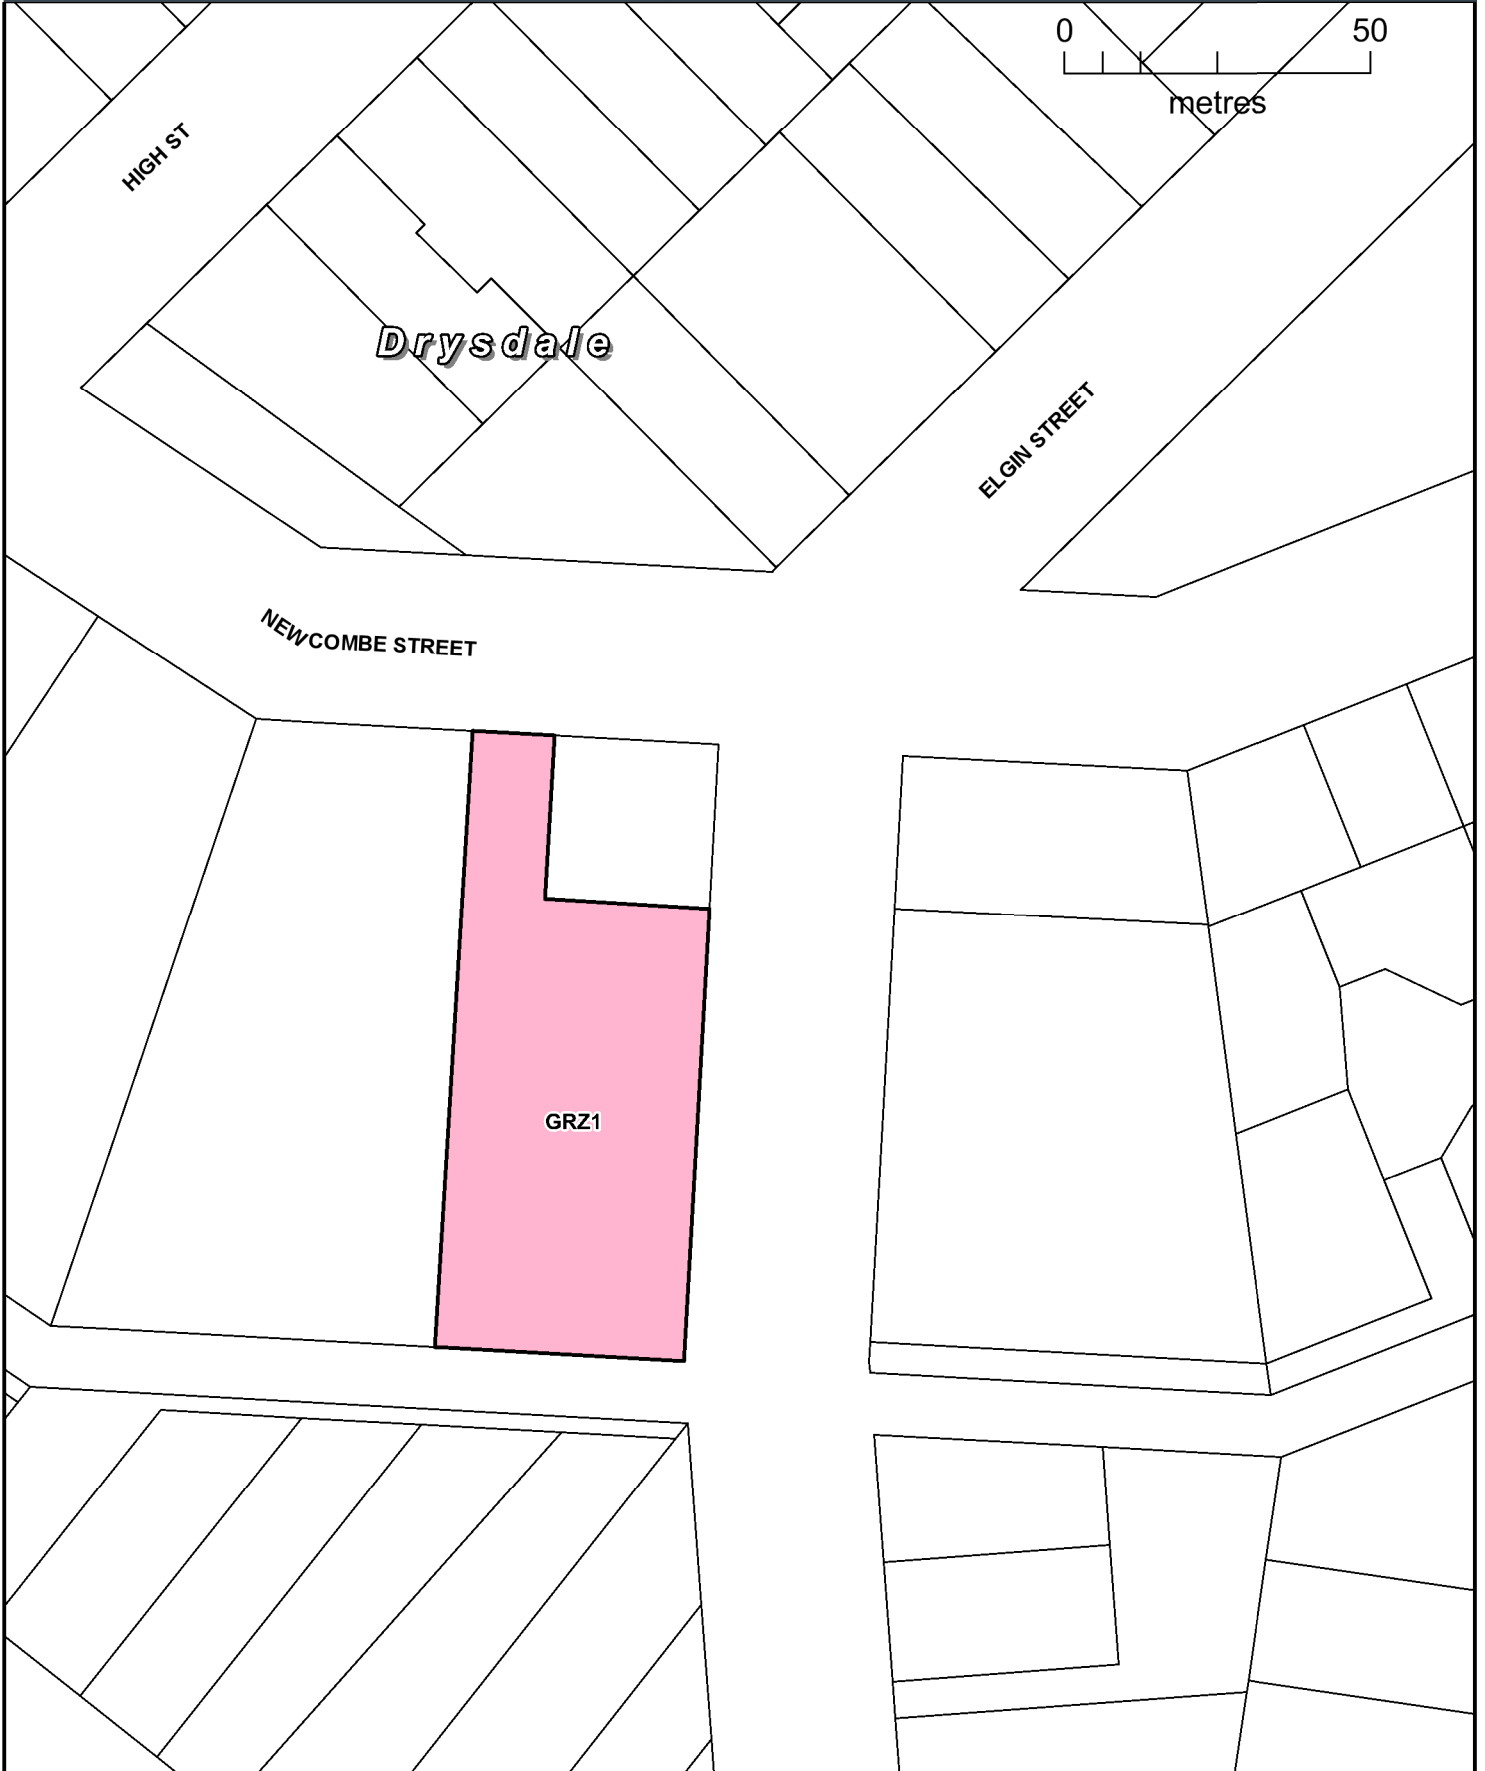 0 50
metres
HIGH ST
Drysdale
ELGIN STREET
NEWCOMBE STREET
GRZ1